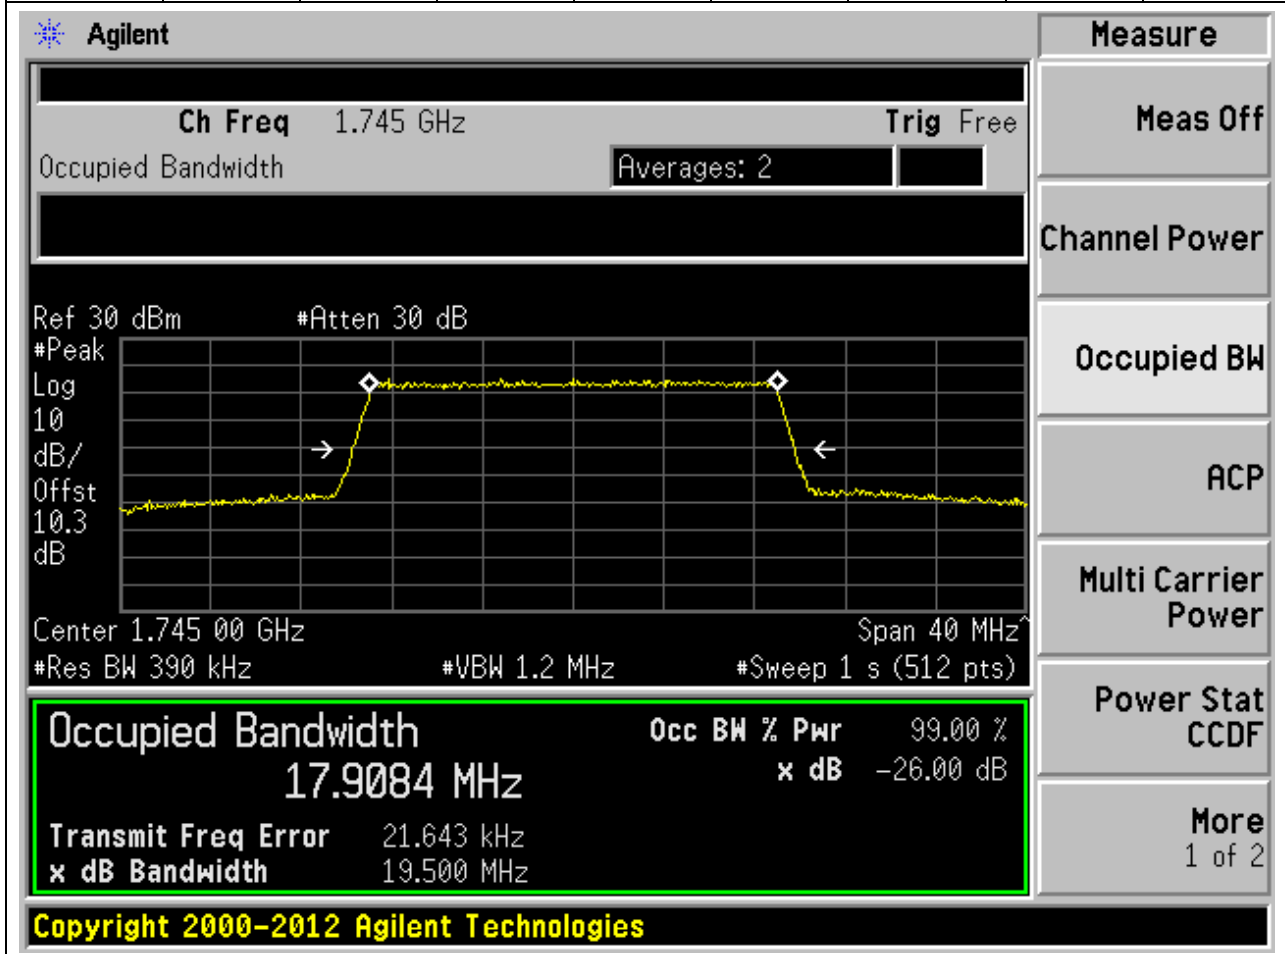 Agilent
Measure
Ch Freq 1.745 GHz Trig Free
Meas Off
Occupied Bandwidth Averages: 2
Channel Power
Ref 30 dBm #Atten 30 dB
#Peak
Log
10
dB/
Offst
10.3
dB
Occupied BW
ACP
Center 1.745 00 GHz Span 40 MHz^
#Res BW 390 kHz #VBW 1.2 MHz #Sweep 1 s (512 pts)
Multi Carrier
Power
Occupied Bandwidth Occ BW % Pwr 99.00 %
17.9084 MHz x dB -26.00 dB
Transmit Freq Error 21.643 kHz
x dB Bandwidth 19.500 MHz
Power Stat
CCDF
More
1 of 2
Copyright 2000-2012 Agilent Technologies